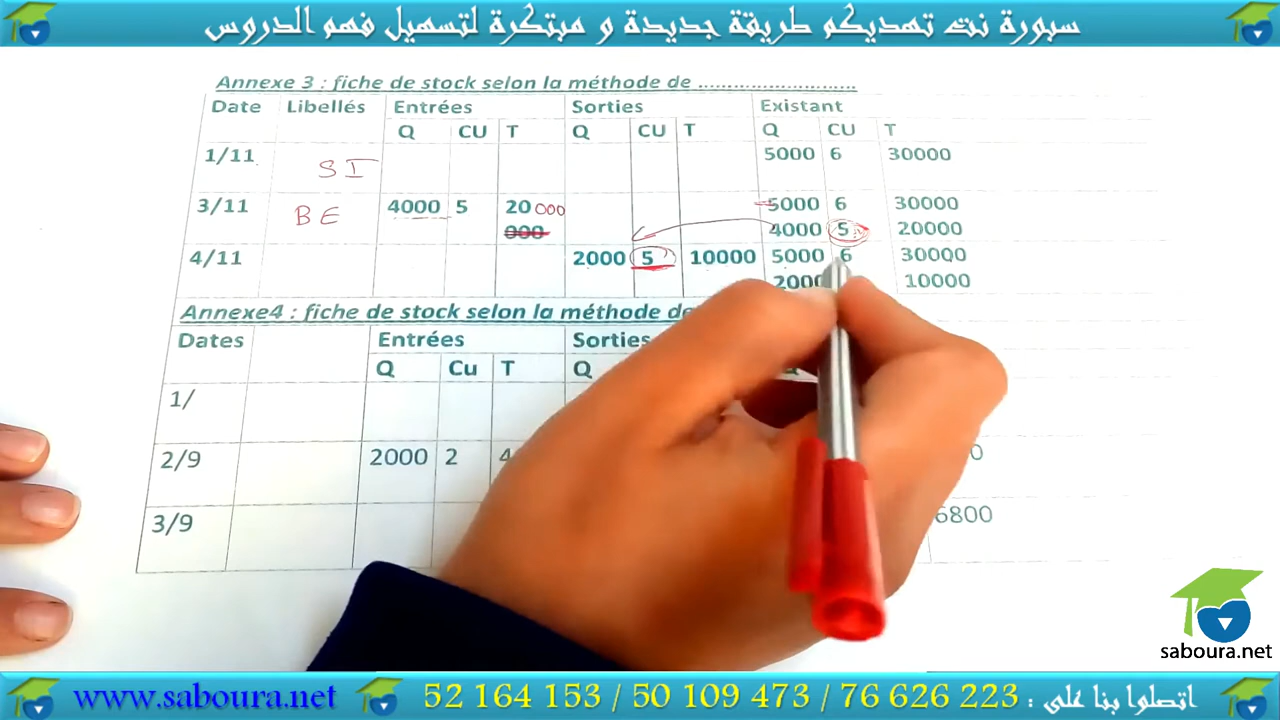 سبورة نت تهديكم طريقة جديدة و مبتكرة لتسهيل فهم الدروس
Annexe 3 : fiche de stock selon la méthode de ..............................
Date Libellés Entrées Sorties Existant
Q CU T Q CU T Q CU T
1/11 SI 5000 6 30000
3/11 BE 4000 5 20 000 5000 6 30000
000 4000 5 20000
4/11 2000 5 10000 5000 6 30000
2000 10000
Annexe4 : fiche de stock selon la méthode de
Dates Entrées Sorties
Q Cu T Q
1/
2/9 2000 2
3/9 6800
saboura.net
www.saboura.net 52 164 153 / 50 109 473 / 76 626 223 : اتصلوا بنا على